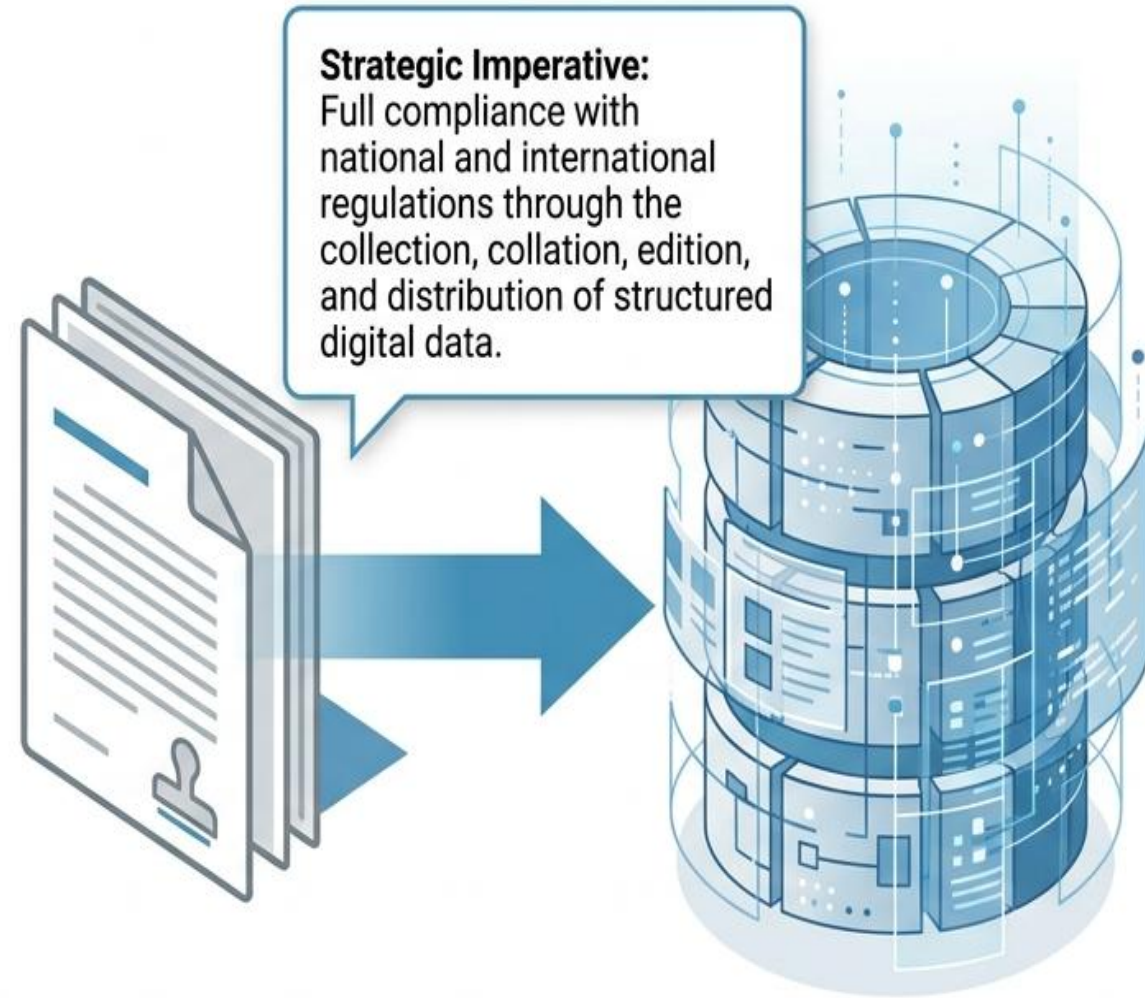 Strategic Imperative:
Full compliance with
national and international
regulations through the
collection, collation, edition,
and distribution of structured
digital data.